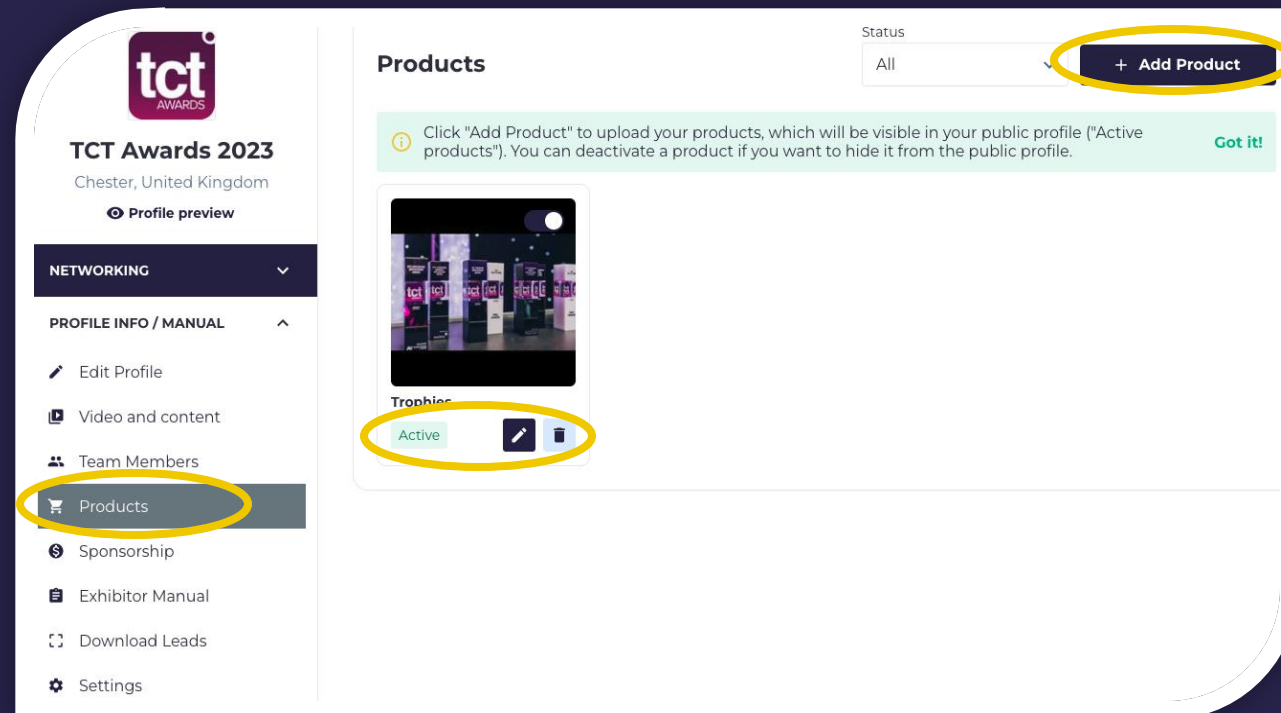 tct
AWARDS
TCT Awards 2023
Chester, United Kingdom
Profile preview
NETWORKING
PROFILE INFO / MANUAL
Edit Profile
Video and content
Team Members
Products
Sponsorship
Exhibitor Manual
Download Leads
Settings
Products
Status
All
+ Add Product
Click "Add Product" to upload your products, which will be visible in your public profile ("Active
products"). You can deactivate a product if you want to hide it from the public profile.
Got it!
tct
tct
tct
Trophies
Active